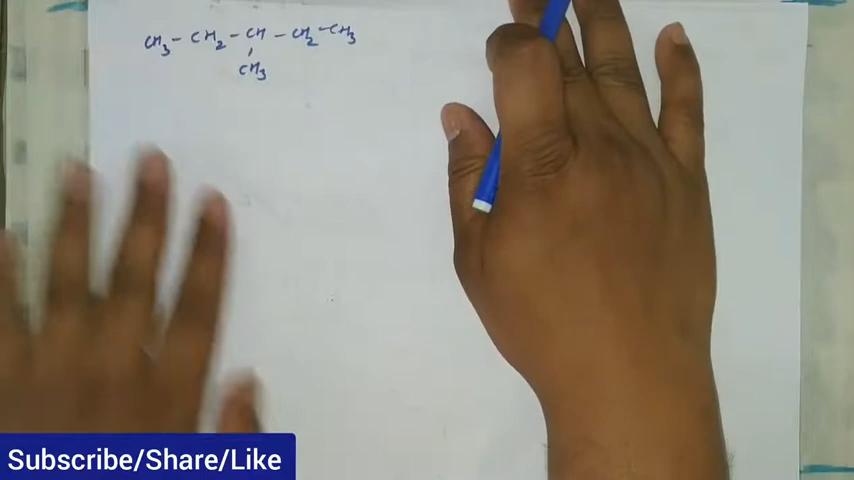 CH₃ - CH₂ - CH - CH₂ - CH₃
CH₃
Subscribe/Share/Like